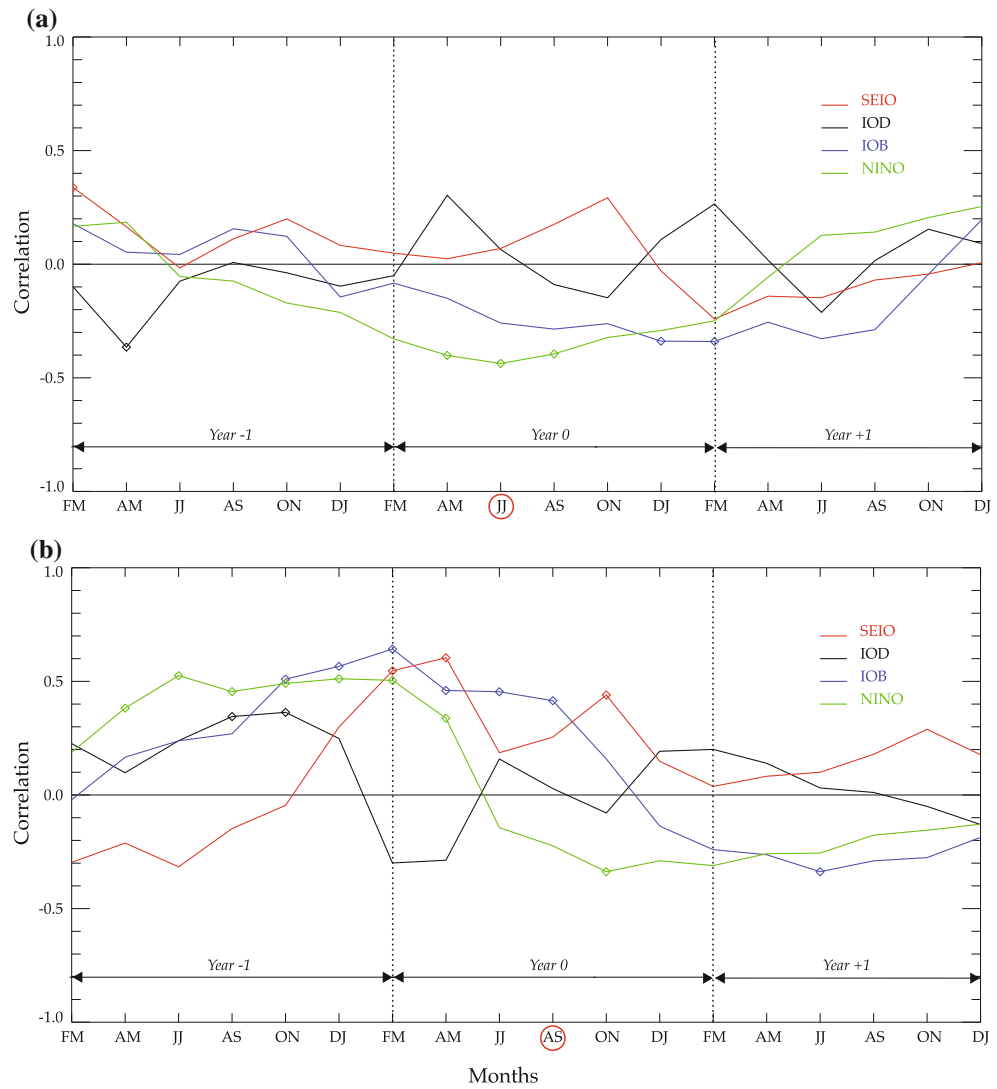 (a)
1.0
0.5
0.0
-0.5
-1.0
Correlation
SEIO
IOD
IOB
NINO
Year -1
Year 0
Year +1
FM AM JJ AS ON DJ FM AM JJ AS ON DJ FM AM JJ AS ON DJ
(b)
1.0
0.5
0.0
-0.5
-1.0
Correlation
SEIO
IOD
IOB
NINO
Year -1
Year 0
Year +1
FM AM JJ AS ON DJ FM AM JJ AS ON DJ FM AM JJ AS ON DJ
Months